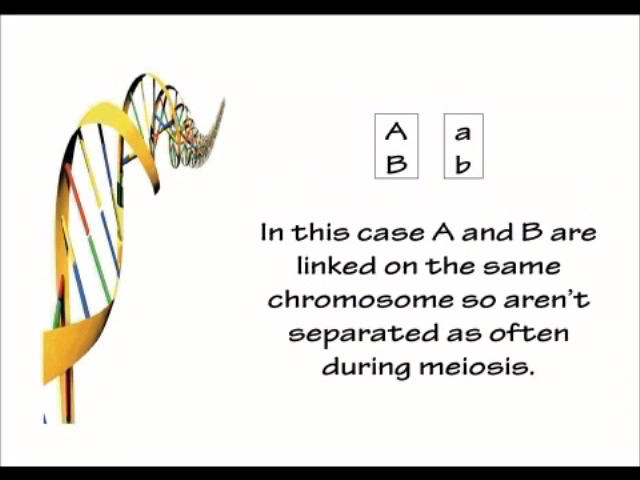 A a
B b
In this case A and B are
linked on the same
chromosome so aren't
separated as often
during meiosis.